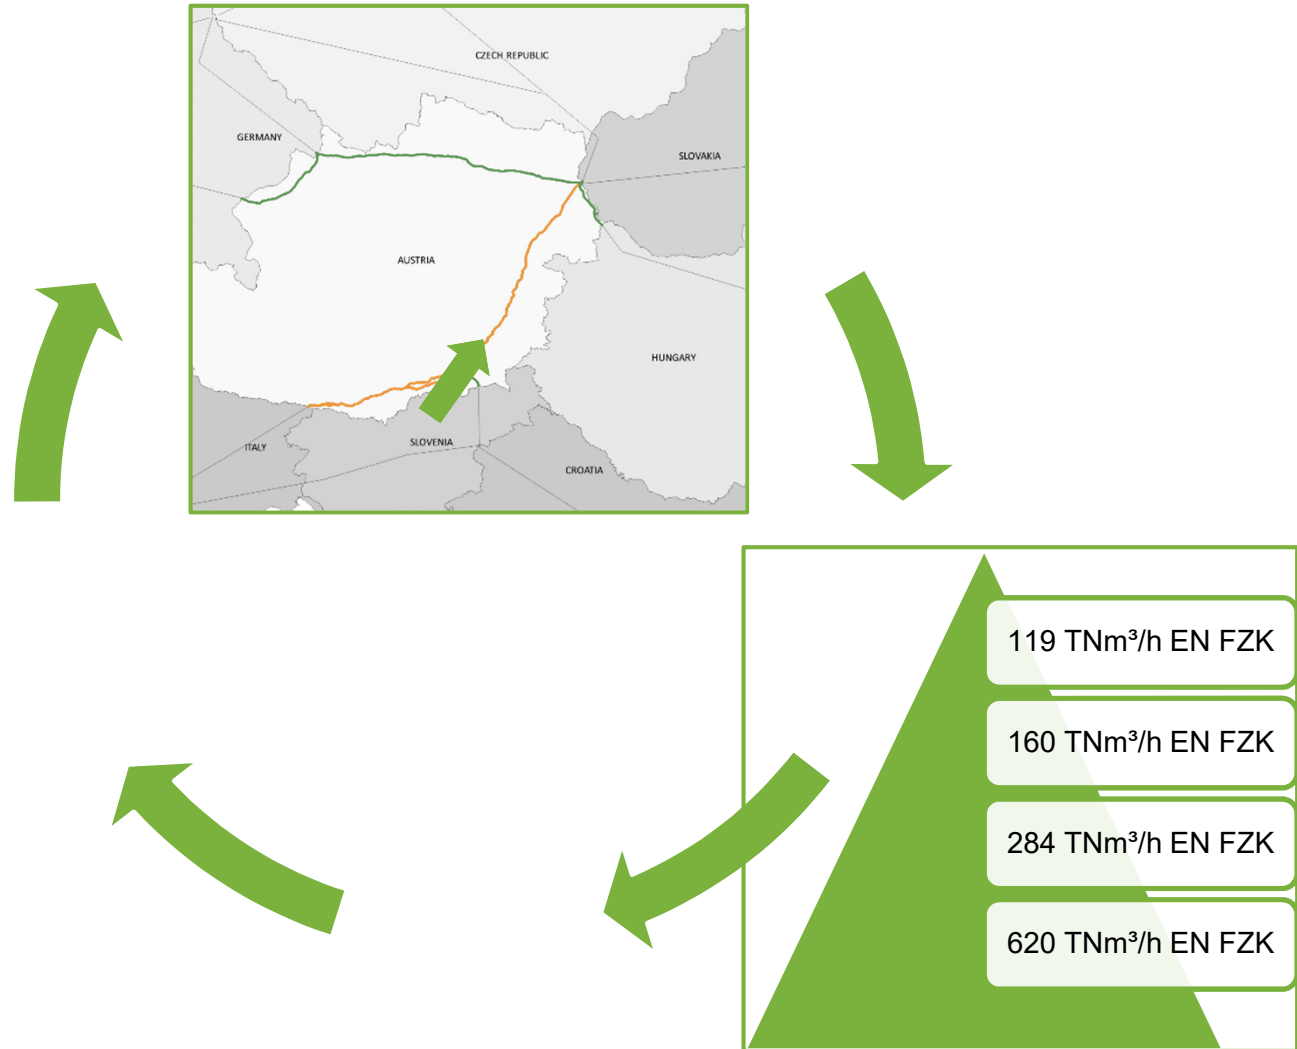 CZECH REPUBLIC
GERMANY
SLOVAKIA
AUSTRIA
HUNGARY
ITALY
SLOVENIA
CROATIA
119 TNm³/h EN FZK
160 TNm³/h EN FZK
284 TNm³/h EN FZK
620 TNm³/h EN FZK